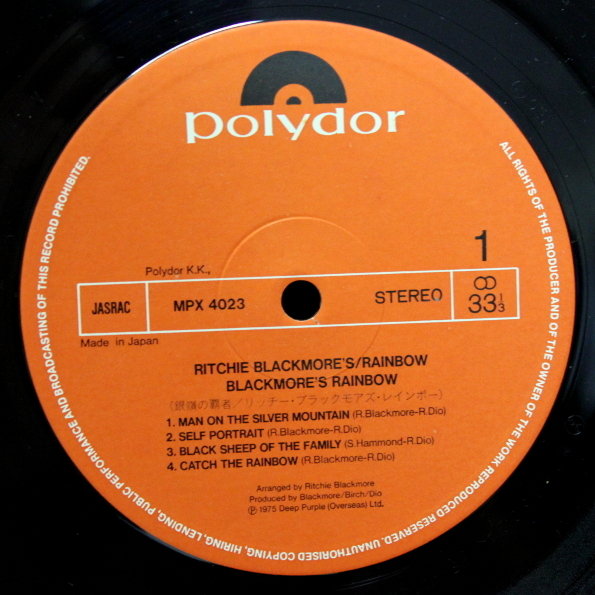 polydor
1
Polydor K.K.,
JASRAC
MPX 4023
STEREO
33 1/3
Made in Japan
RITCHIE BLACKMORE'S/RAINBOW
BLACKMORE'S RAINBOW
(銀嶺の覇者/リッチー・ブラックモアズ・レインボー)
1. MAN ON THE SILVER MOUNTAIN (R.Blackmore-R.Dio)
2. SELF PORTRAIT (R.Blackmore-R.Dio)
3. BLACK SHEEP OF THE FAMILY (S.Hammond-R.Dio)
4. CATCH THE RAINBOW (R.Blackmore-R.Dio)
Arranged by Ritchie Blackmore
Produced by Blackmore/Birch/Dio
℗ 1975 Deep Purple (Overseas) Ltd.
ALL RIGHTS OF THE PRODUCER AND OF THE OWNER OF THE WORK REPRODUCED RESERVED. UNAUTHORISED COPYING, HIRING, LENDING, PUBLIC PERFORMANCE AND BROADCASTING OF THIS RECORD PROHIBITED.